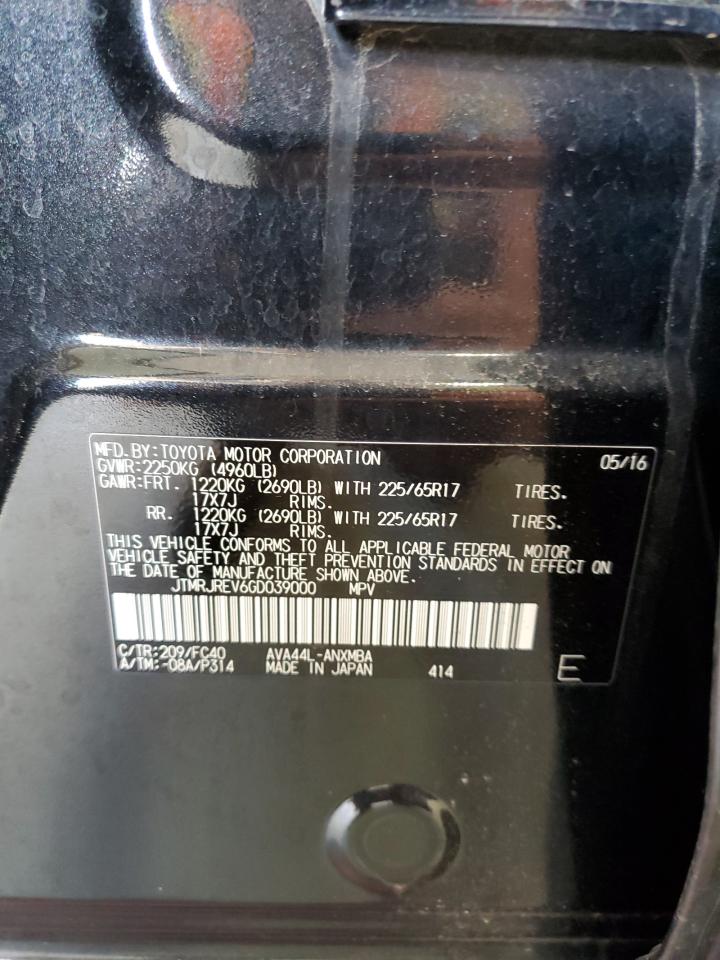 MFD.BY:TOYOTA MOTOR CORPORATION 05/16
GVWR:2250KG (4960LB)
GAWR:FRT. 1220KG (2690LB) WITH 225/65R17 TIRES.
17X7J RIMS.
RR. 1220KG (2690LB) WITH 225/65R17 TIRES.
17X7J RIMS.
THIS VEHICLE CONFORMS TO ALL APPLICABLE FEDERAL MOTOR
VEHICLE SAFETY AND THEFT PREVENTION STANDARDS IN EFFECT ON
THE DATE OF MANUFACTURE SHOWN ABOVE.
JTMRJREV6GD039000 MPV
C/TR:209/FC40 AVA44L-ANXMBA
A/TM:-08A/P314 MADE IN JAPAN 414 E